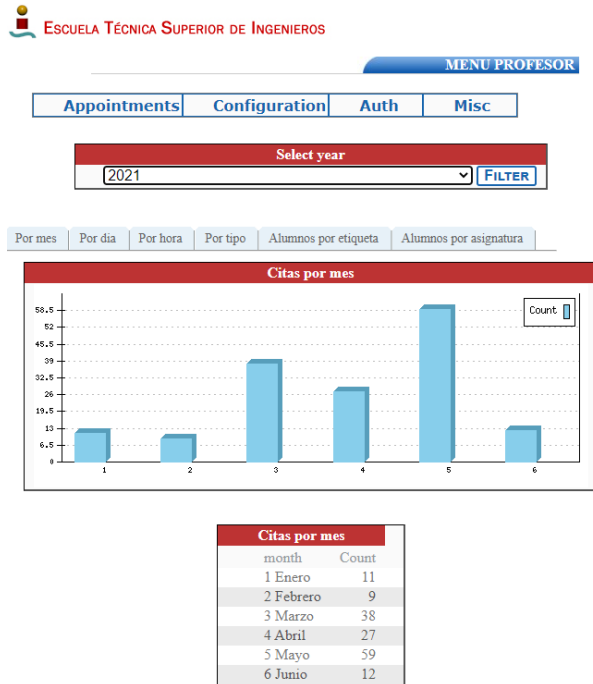 ESCUELA TÉCNICA SUPERIOR DE INGENIEROS
MENU PROFESOR
Appointments Configuration Auth Misc
Select year
2021 FILTER
Por mes Por dia Por hora Por tipo Alumnos por etiqueta Alumnos por asignatura
Citas por mes
Count
58.5
52
45.5
39
32.5
26
19.5
13
6.5
0
1 2 3 4 5 6
Citas por mes
month Count
1 Enero 11
2 Febrero 9
3 Marzo 38
4 Abril 27
5 Mayo 59
6 Junio 12